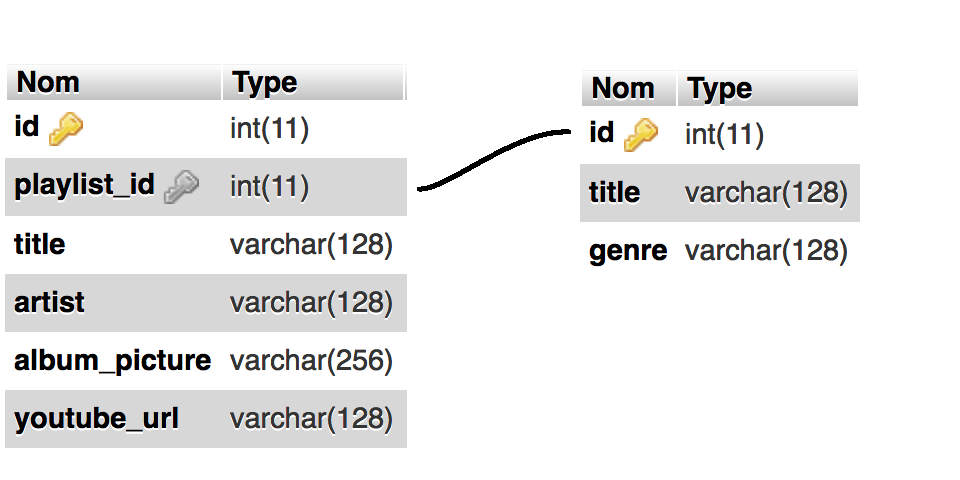 Nom Type
id int(11)
playlist_id int(11)
title varchar(128)
artist varchar(128)
album_picture varchar(256)
youtube_url varchar(128)
Nom Type
id int(11)
title varchar(128)
genre varchar(128)